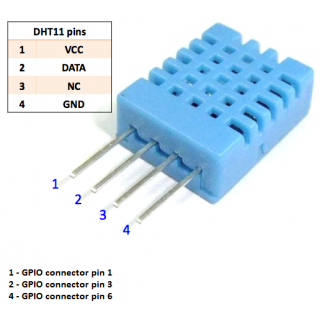 DHT11 pins
1 VCC
2 DATA
3 NC
4 GND
1
2
3
4
1 - GPIO connector pin 1
2 - GPIO connector pin 3
4 - GPIO connector pin 6